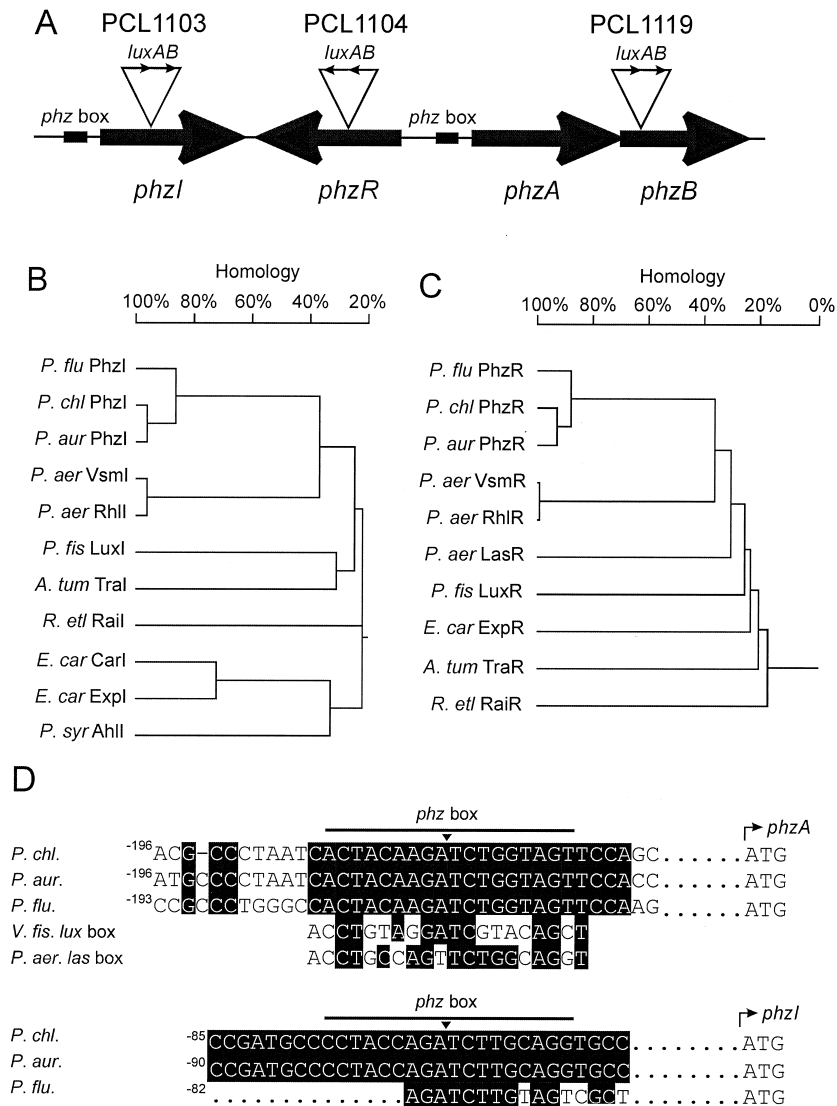 A
PCL1103 PCL1104 PCL1119
luxAB luxAB luxAB
phz box phz box
phzI phzR phzA phzB
B
Homology
100% 80% 60% 40% 20%
P. flu PhzI
P. chl PhzI
P. aur PhzI
P. aer VsmI
P. aer RhlI
P. fis LuxI
A. tum TraI
R. etl RaiI
E. car CarI
E. car ExpI
P. syr AhlI
C
Homology
100% 80% 60% 40% 20% 0%
P. flu PhzR
P. chl PhzR
P. aur PhzR
P. aer VsmR
P. aer RhlR
P. aer LasR
P. fis LuxR
E. car ExpR
A. tum TraR
R. etl RaiR
D
phz box
phzA
P. chl. -196 ACG-CCCTAATCACTACAAGATCTGGTAGTTCCAGC......ATG
P. aur. -196 ATGCCCCTAATCACTACAAGATCTGGTAGTTCCACC......ATG
P. flu. -193 CCGCCCTGGGCCACTACAAGATCTGGTAGTTCCAAG......ATG
V. fis. lux box ACCTGTAGGATCGTACAGCT
P. aer. las box ACCTGCCAGTTCTGGCAGGT
phz box
phzI
P. chl. -85 CCGATGCCCCTACCAGATCTTGCAGGTGCC........ATG
P. aur. -90 CCGATGCCCCTACCAGATCTTGCAGGTGCC........ATG
P. flu. -82 ..............AGATCTTGTAGTCGCT........ATG